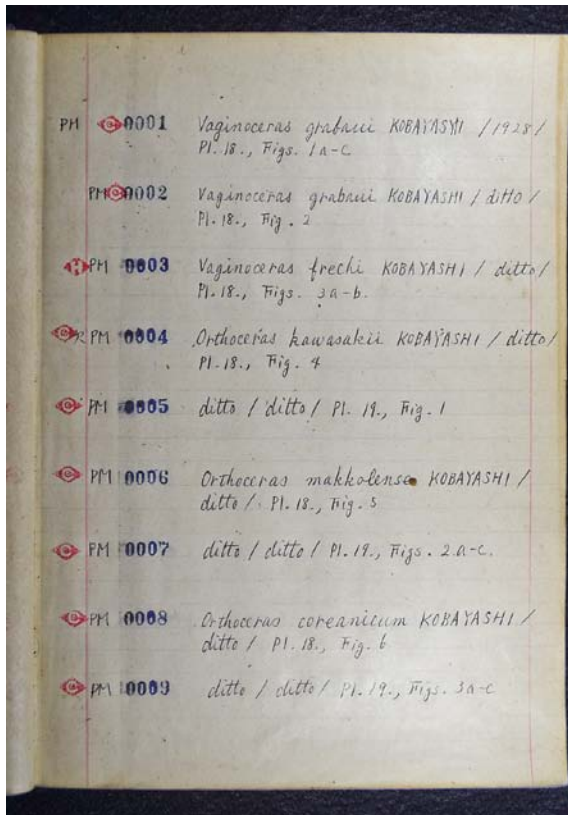 PM 0001 Vaginoceras grabaui KOBAYASHI / 1928 /
Pl. 18., Figs. 1a-c
PM 0002 Vaginoceras grabaui KOBAYASHI / ditto /
Pl. 18., Fig. 2
PM 0003 Vaginoceras frechi KOBAYASHI / ditto /
Pl. 18., Figs. 3a-b.
PM 0004 Orthoceras kawasakii KOBAYASHI / ditto /
Pl. 18., Fig. 4
PM 0005 ditto / ditto / Pl. 19., Fig. 1
PM 0006 Orthoceras makkolense KOBAYASHI /
ditto / Pl. 18., Fig. 5
PM 0007 ditto / ditto / Pl. 19., Figs. 2.a-c.
PM 0008 Orthoceras coreanicum KOBAYASHI /
ditto / Pl. 18., Fig. 6
PM 0009 ditto / ditto / Pl. 19., Figs. 3a-c